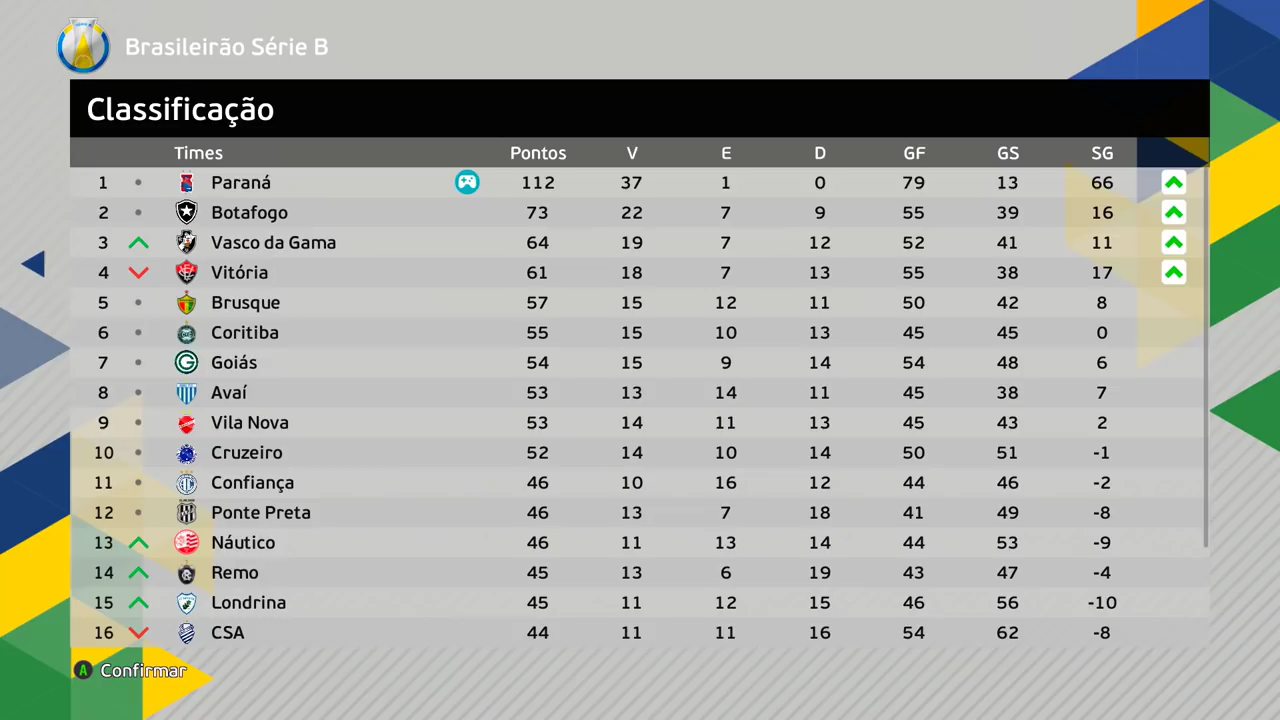 Brasileirão Série B
Classificação
Times Pontos V E D GF GS SG
1 Paraná 112 37 1 0 79 13 66
2 Botafogo 73 22 7 9 55 39 16
3 Vasco da Gama 64 19 7 12 52 41 11
4 Vitória 61 18 7 13 55 38 17
5 Brusque 57 15 12 11 50 42 8
6 Coritiba 55 15 10 13 45 45 0
7 Goiás 54 15 9 14 54 48 6
8 Avaí 53 13 14 11 45 38 7
9 Vila Nova 53 14 11 13 45 43 2
10 Cruzeiro 52 14 10 14 50 51 -1
11 Confiança 46 10 16 12 44 46 -2
12 Ponte Preta 46 13 7 18 41 49 -8
13 Náutico 46 11 13 14 44 53 -9
14 Remo 45 13 6 19 43 47 -4
15 Londrina 45 11 12 15 46 56 -10
16 CSA 44 11 11 16 54 62 -8
A Confirmar